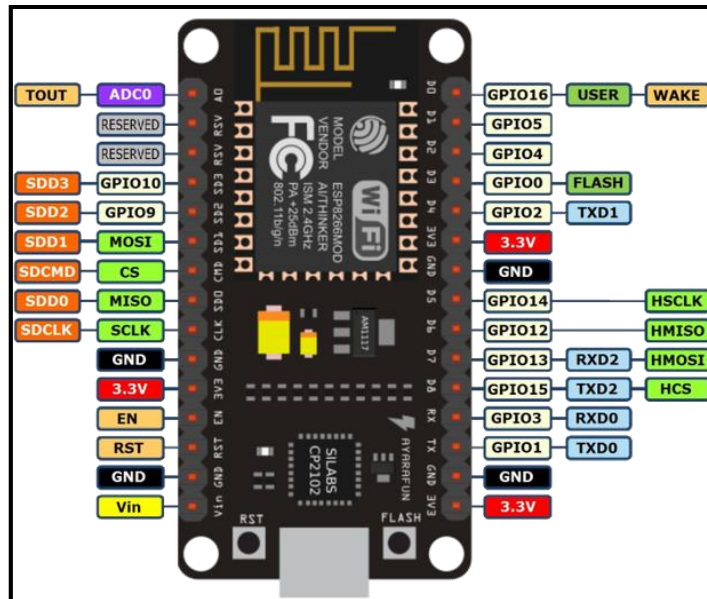 TOUT ADC0 A0 D0 GPIO16 USER WAKE
RESERVED RSV D1 GPIO5
RESERVED RSV D2 GPIO4
SDD3 GPIO10 SD3 D3 GPIO0 FLASH
SDD2 GPIO9 SD2 D4 GPIO2 TXD1
SDD1 MOSI SD1 3V3 3.3V
SDCMD CS CMD GND GND
SDD0 MISO SD0 D5 GPIO14 HSCLK
SDCLK SCLK CLK D6 GPIO12 HMISO
GND GND D7 GPIO13 RXD2 HMOSI
3.3V 3V3 D8 GPIO15 TXD2 HCS
EN EN RX GPIO3 RXD0
RST RST TX GPIO1 TXD0
GND GND GND GND
Vin Vin 3V3 3.3V
MODEL
VENDOR
ESP8266MOD
AI/THINKER
ISM 2.4GHz
PA +25dBm
802.11b/g/n
FC
WiFi
AM1117
SILABS
CP2102
AYARAFUN
RST
FLASH